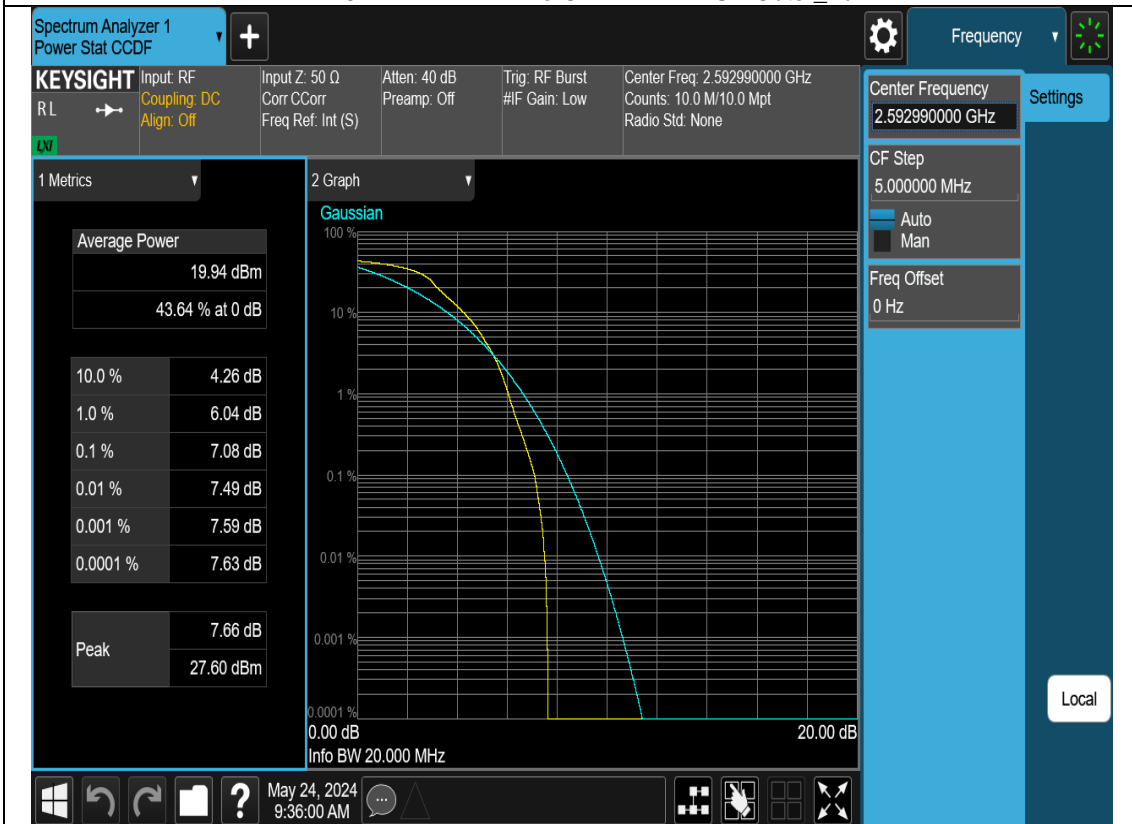 Spectrum Analyzer 1
Power Stat CCDF
Frequency
KEYSIGHT
Input: RF
Input Z: 50 Ω
Atten: 40 dB
Trig: RF Burst
Center Freq: 2.592990000 GHz
R L
Coupling: DC
Corr CCorr
Preamp: Off
#IF Gain: Low
Counts: 10.0 M/10.0 Mpt
Align: Off
Freq Ref: Int (S)
Radio Std: None
LXI
Center Frequency
2.592990000 GHz
Settings
CF Step
5.000000 MHz
Auto
Man
Freq Offset
0 Hz
1 Metrics
Average Power
19.94 dBm
43.64 % at 0 dB
10.0 % 4.26 dB
1.0 % 6.04 dB
0.1 % 7.08 dB
0.01 % 7.49 dB
0.001 % 7.59 dB
0.0001 % 7.63 dB
Peak
7.66 dB
27.60 dBm
2 Graph
Gaussian
100 %
10 %
1 %
0.1 %
0.01 %
0.001 %
0.0001 %
0.00 dB 20.00 dB
Info BW 20.000 MHz
Local
?
May 24, 2024
9:36:00 AM